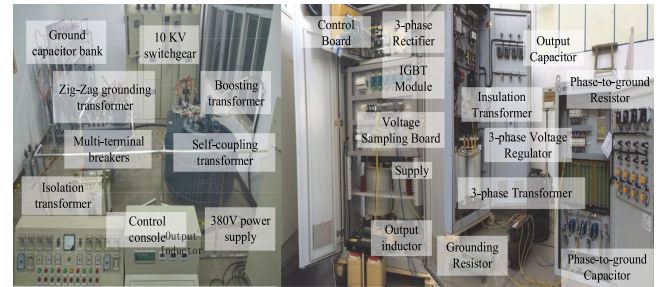 Ground
capacitor bank
10 KV
switchgear
Zig-Zag grounding
transformer
Boosting
transformer
Multi-terminal
breakers
Self-coupling
transformer
Isolation
transformer
Control
console
Output
Inductor
380V power
supply
Control
Board
3-phase
Rectifier
IGBT
Module
Voltage
Sampling Board
Supply
Output
inductor
Output
Capacitor
Insulation
Transformer
3-phase Voltage
Regulator
3-phase Transformer
Grounding
Resistor
Phase-to-ground
Resistor
Phase-to-ground
Capacitor